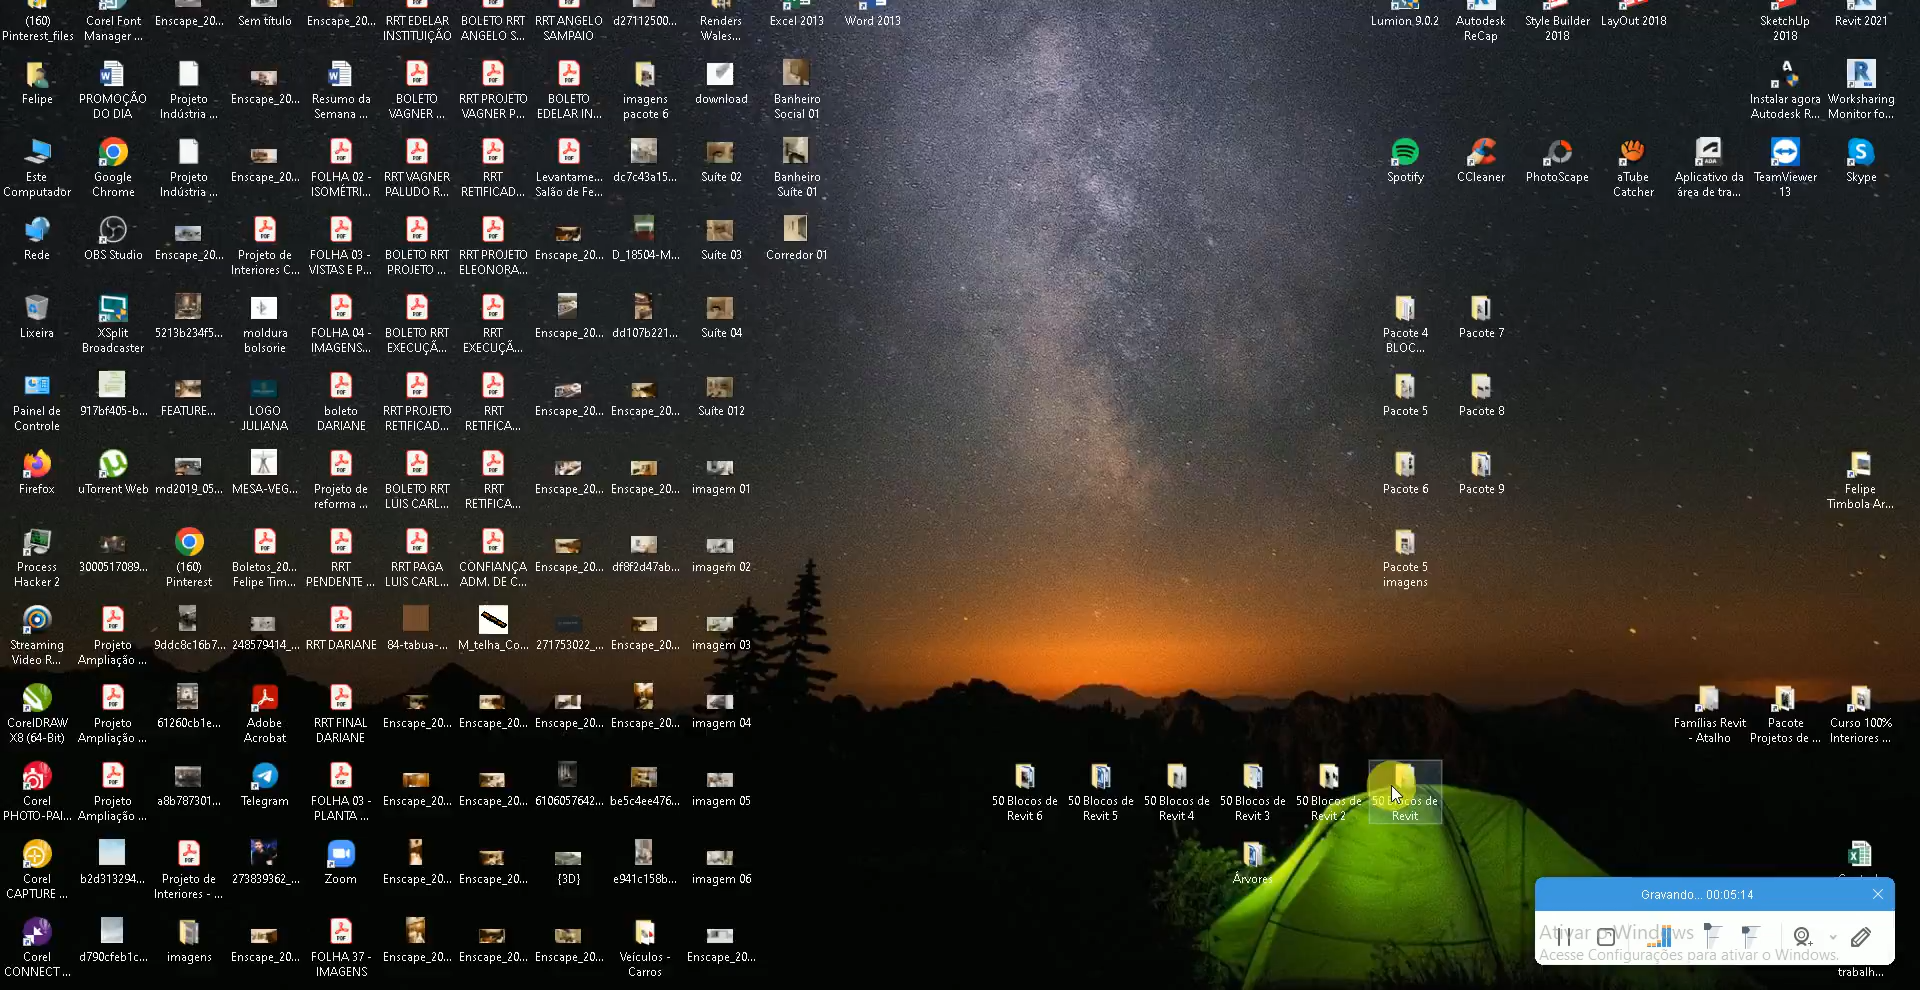 (160)
Pinterest_files
Corel Font
Manager ...
Enscape_20...
Sem título
Enscape_20...
RRT EDELAR
INSTITUIÇÃO
BOLETO RRT
ANGELO S...
RRT ANGELO
SAMPAIO
d27112500...
Renders
Wales...
Excel 2013
Word 2013
Lumion 9.0.2
Autodesk
ReCap
Style Builder
2018
LayOut 2018
SketchUp
2018
Revit 2021
Felipe
PROMOÇÃO
DO DIA
Projeto
Indústria ...
Enscape_20...
Resumo da
Semana ...
BOLETO
VAGNER ...
RRT PROJETO
VAGNER P...
BOLETO
EDELAR IN...
imagens
pacote 6
download
Banheiro
Social 01
Instalar agora
Autodesk R...
Worksharing
Monitor fo...
Este
Computador
Google
Chrome
Projeto
Indústria ...
Enscape_20...
FOLHA 02 -
ISOMÉTRI...
RRT VAGNER
PALUDO R...
RRT
RETIFICAD...
Levantame...
Salão de Fe...
dc7c43a15...
Suíte 02
Banheiro
Suíte 01
Spotify
CCleaner
PhotoScape
aTube
Catcher
Aplicativo da
área de tra...
TeamViewer
13
Skype
Rede
OBS Studio
Enscape_20...
Projeto de
Interiores C...
FOLHA 03 -
VISTAS E P...
BOLETO RRT
PROJETO ...
RRT PROJETO
ELEONORA...
Enscape_20...
D_18504-M...
Suíte 03
Corredor 01
Lixeira
XSplit
Broadcaster
5213b234f5...
moldura
bolsorie
FOLHA 04 -
IMAGENS...
BOLETO RRT
EXECUÇÃ...
RRT
EXECUÇÃ...
Enscape_20...
dd107b221...
Suíte 04
Pacote 4
BLOC...
Pacote 7
Painel de
Controle
917bf405-b...
FEATURE...
LOGO
JULIANA
boleto
DARIANE
RRT PROJETO
RETIFICAD...
RRT
RETIFICA...
Enscape_20...
Enscape_20...
Suíte 012
Pacote 5
Pacote 8
Firefox
uTorrent Web
md2019_05...
MESA-VEG...
Projeto de
reforma ...
BOLETO RRT
LUIS CARL...
RRT
RETIFICA...
Enscape_20...
Enscape_20...
imagem 01
Pacote 6
Pacote 9
Felipe
Timbola Ar...
Process
Hacker 2
3000517089...
(160)
Pinterest
Boletos_20...
Felipe Tim...
RRT
PENDENTE ...
RRT PAGA
LUIS CARL...
CONFIANÇA
ADM. DE C...
Enscape_20...
df8f2d47ab...
imagem 02
Pacote 5
imagens
Streaming
Video R...
Projeto
Ampliação ...
9ddc8c16b7...
248579414_...
RRT DARIANE
84-tabua-...
M_telha_Co...
271753022_...
Enscape_20...
imagem 03
CorelDRAW
X8 (64-Bit)
Projeto
Ampliação ...
61260cb1e...
Adobe
Acrobat
RRT FINAL
DARIANE
Enscape_20...
Enscape_20...
Enscape_20...
Enscape_20...
imagem 04
Famílias Revit
- Atalho
Pacote
Projetos de ...
Curso 100%
Interiores ...
Corel
PHOTO-PAI...
Projeto
Ampliação ...
a8b787301...
Telegram
FOLHA 03 -
PLANTA ...
Enscape_20...
Enscape_20...
6106057642...
be5c4ee476...
imagem 05
50 Blocos de
Revit 6
50 Blocos de
Revit 5
50 Blocos de
Revit 4
50 Blocos de
Revit 3
50 Blocos de
Revit 2
50 Blocos de
Revit
Corel
CAPTURE ...
b2d313294...
Projeto de
Interiores - ...
273839362_...
Zoom
Enscape_20...
Enscape_20...
{3D}
e941c158b...
imagem 06
Árvores
Corel
CONNECT ...
d790cfeb1c...
imagens
Enscape_20...
FOLHA 37 -
IMAGENS
Enscape_20...
Enscape_20...
Enscape_20...
Veículos -
Carros
Enscape_20...
Gravando... 00:05:14
Ativar o Windows
Acesse Configurações para ativar o Windows.
trabalh...